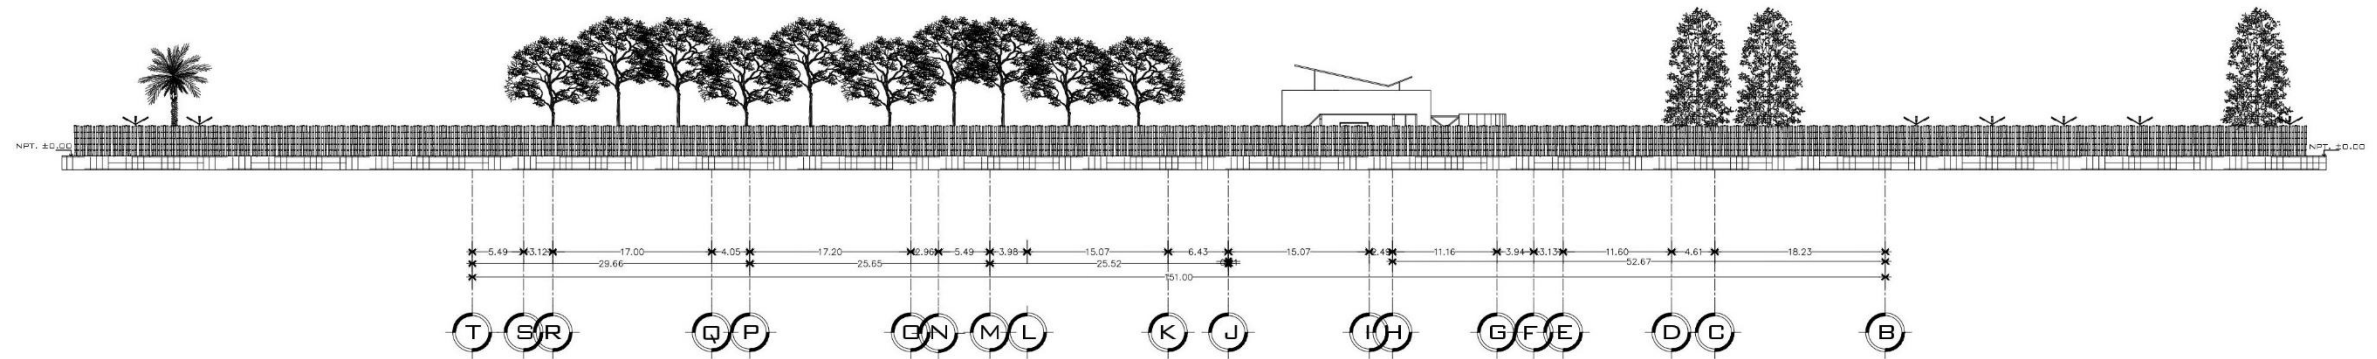 NPT. ±0.00
NPT. ±0.00
5.49 3.12 17.00 4.05 17.20 2.96 5.49 3.98 15.07 6.43 15.07 2.49 11.16 3.94 3.13 11.60 4.61 18.23
29.66 25.65 25.52 52.67
151.00
T S R Q P O N M L K J I H G F E D C B